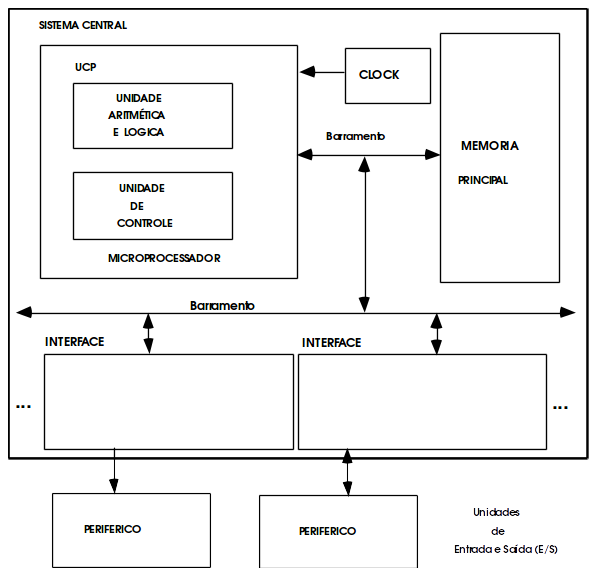 SISTEMA CENTRAL
UCP
UNIDADE
ARITMÉTICA
E LOGICA
UNIDADE
DE
CONTROLE
MICROPROCESSADOR
CLOCK
Barramento
MEMORIA
PRINCIPAL
Barramento
INTERFACE
INTERFACE
...
...
PERIFERICO
PERIFERICO
Unidades
de
Entrada e Saída (E/S)